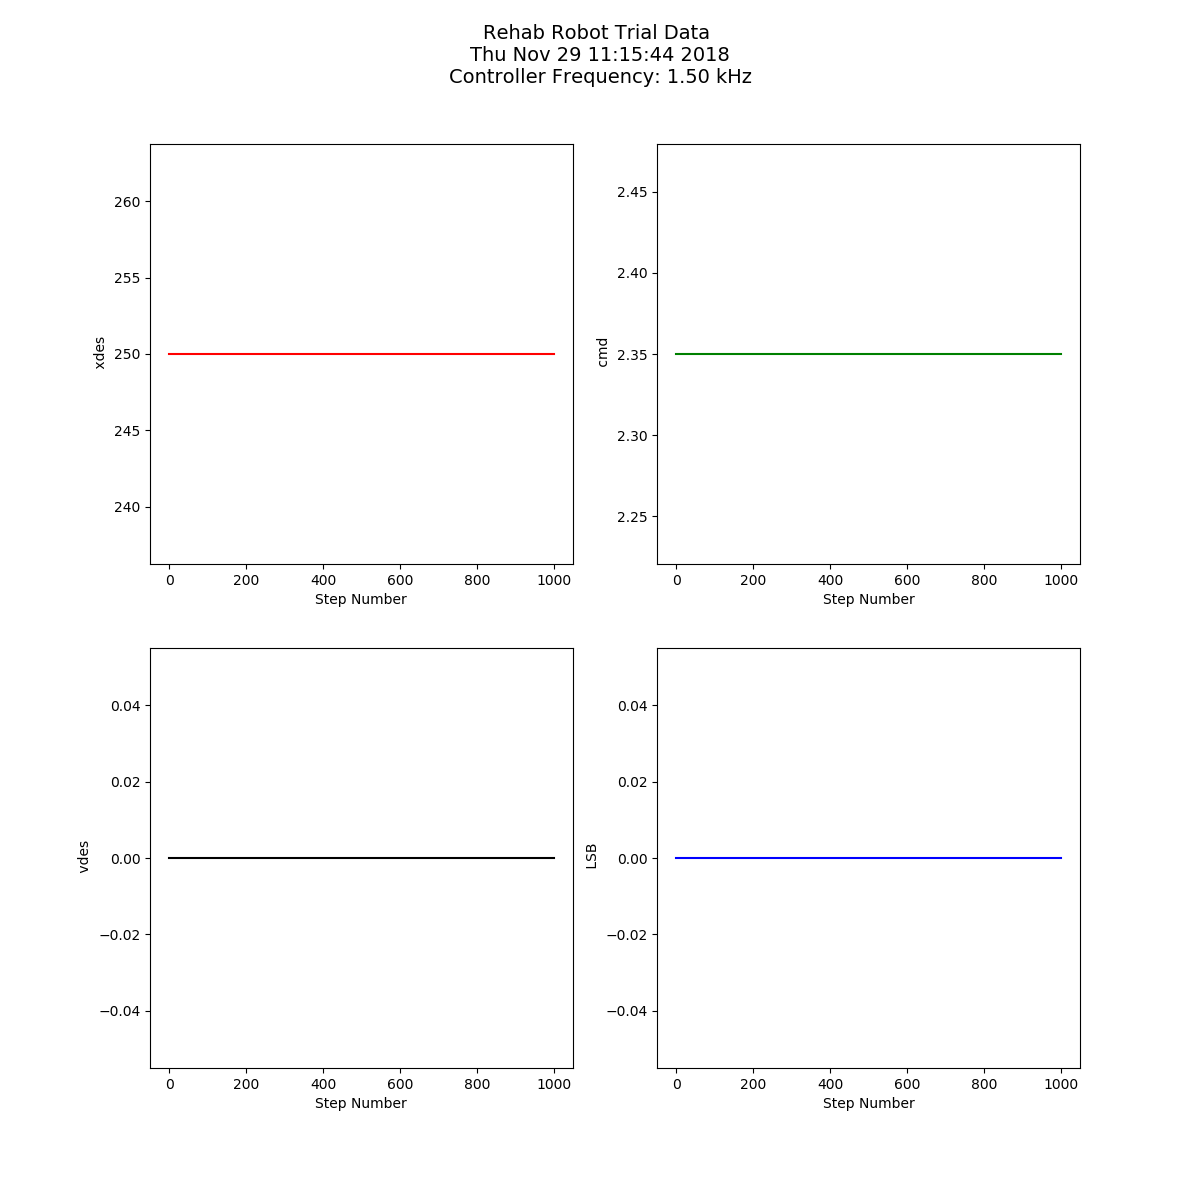 Rehab Robot Trial Data
Thu Nov 29 11:15:44 2018
Controller Frequency: 1.50 kHz
260
255
250
245
240
xdes
0 200 400 600 800 1000
Step Number
2.45
2.40
2.35
2.30
2.25
cmd
0 200 400 600 800 1000
Step Number
0.04
0.02
0.00
−0.02
−0.04
vdes
0 200 400 600 800 1000
Step Number
0.04
0.02
0.00
−0.02
−0.04
LSB
0 200 400 600 800 1000
Step Number